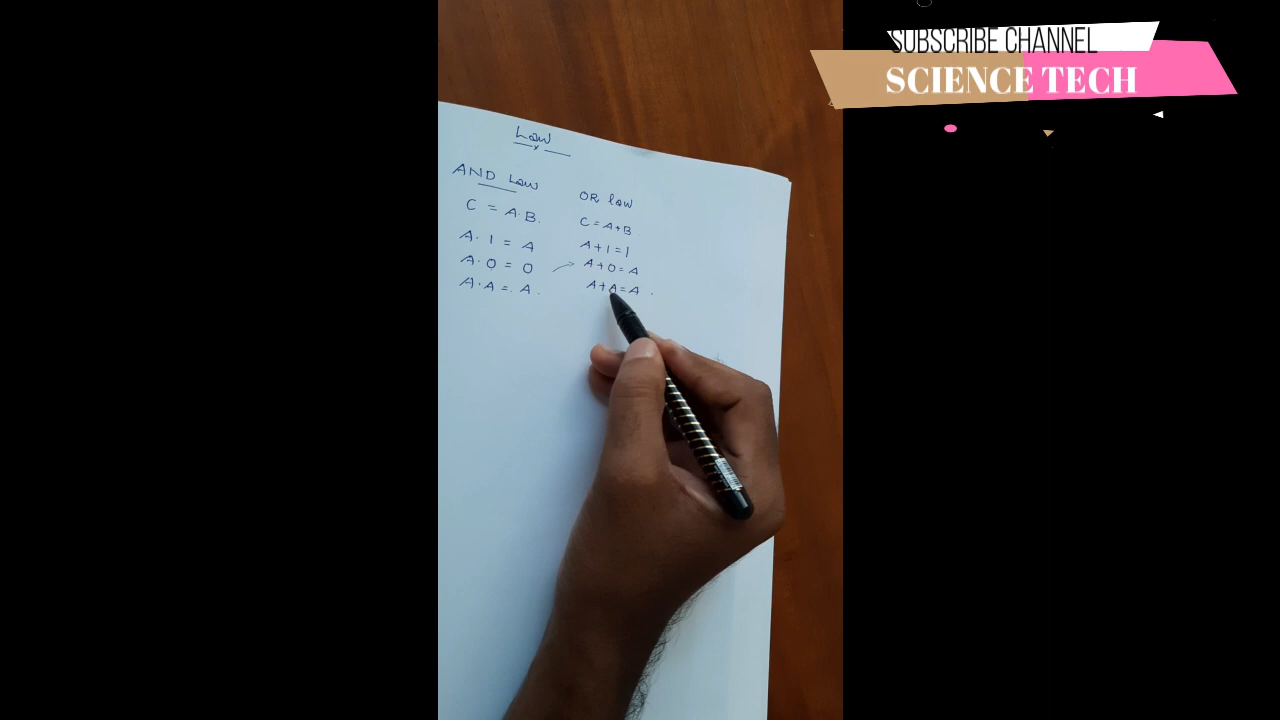 SUBSCRIBE CHANNEL
SCIENCE TECH
Law
AND Law
C = A.B.
A. 1 = A
A. 0 = 0
A.A = A.
OR law
C = A+B
A+1=1
A+0=A
A+A=A.